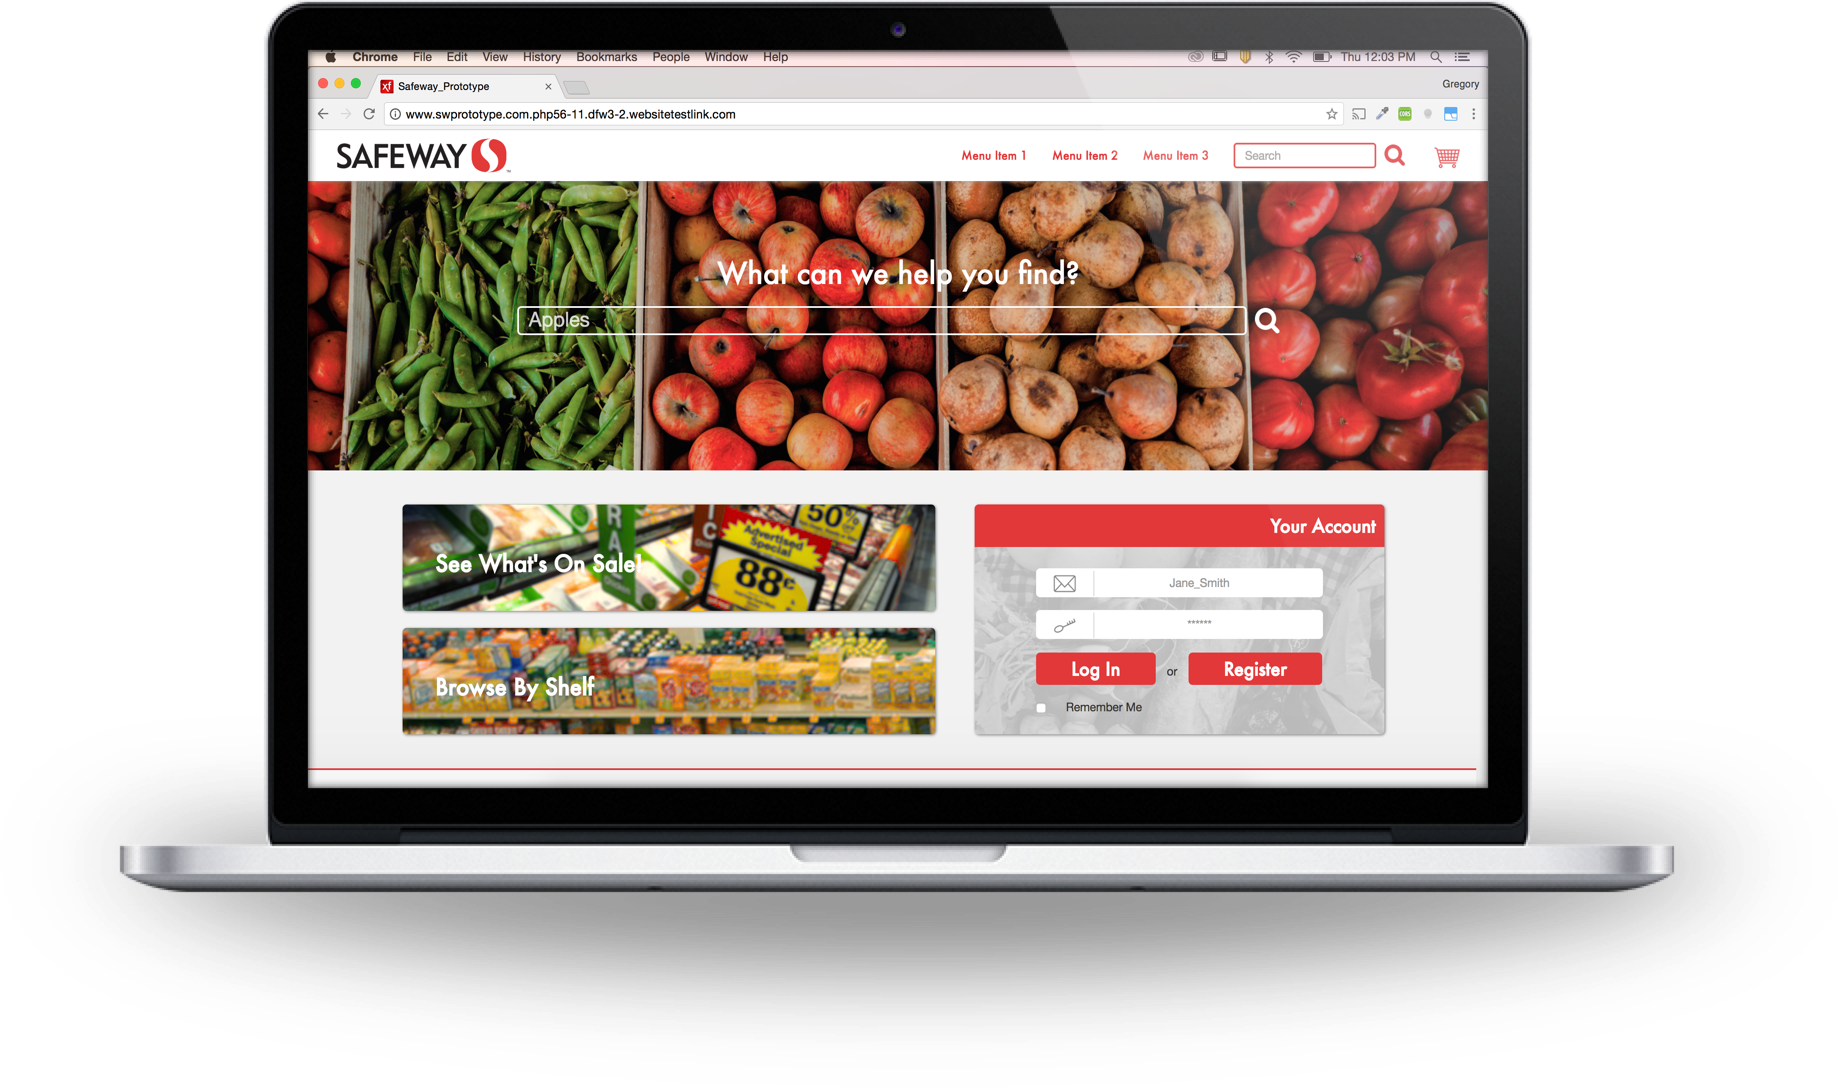 Chrome File Edit View History Bookmarks People Window Help Thu 12:03 PM
Safeway_Prototype Gregory
www.swprototype.com.php56-11.dfw3-2.websitetestlink.com
SAFEWAY Menu Item 1 Menu Item 2 Menu Item 3 Search
What can we help you find?
Apples
50%
Advertised
Special
88¢
See What's On Sale!
Browse By Shelf
Your Account
Jane_Smith
******
Log In or Register
Remember Me